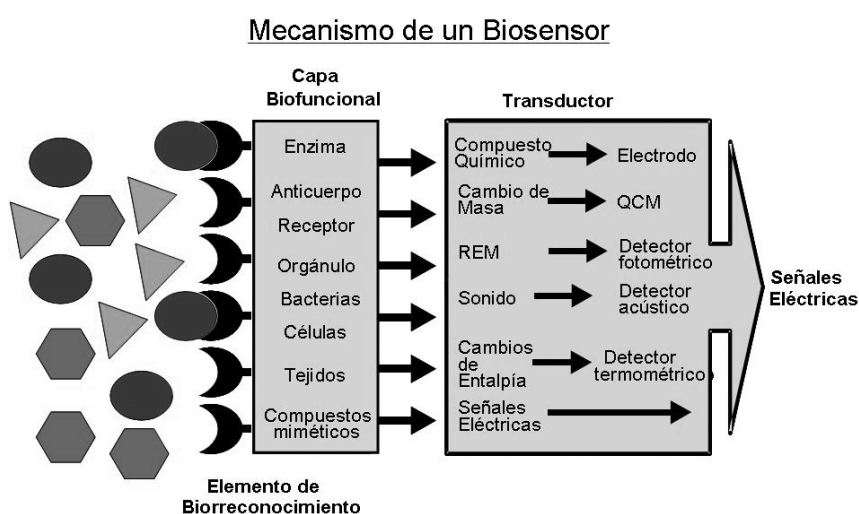 Mecanismo de un Biosensor
Capa
Biofuncional
Transductor
Enzima
Anticuerpo
Receptor
Orgánulo
Bacterias
Células
Tejidos
Compuestos
miméticos
Compuesto
Químico
Electrodo
Cambio de
Masa
QCM
REM
Detector
fotométrico
Sonido
Detector
acústico
Cambios
de
Entalpía
Detector
termométrico
Señales
Eléctricas
Señales
Eléctricas
Elemento de
Biorreconocimiento